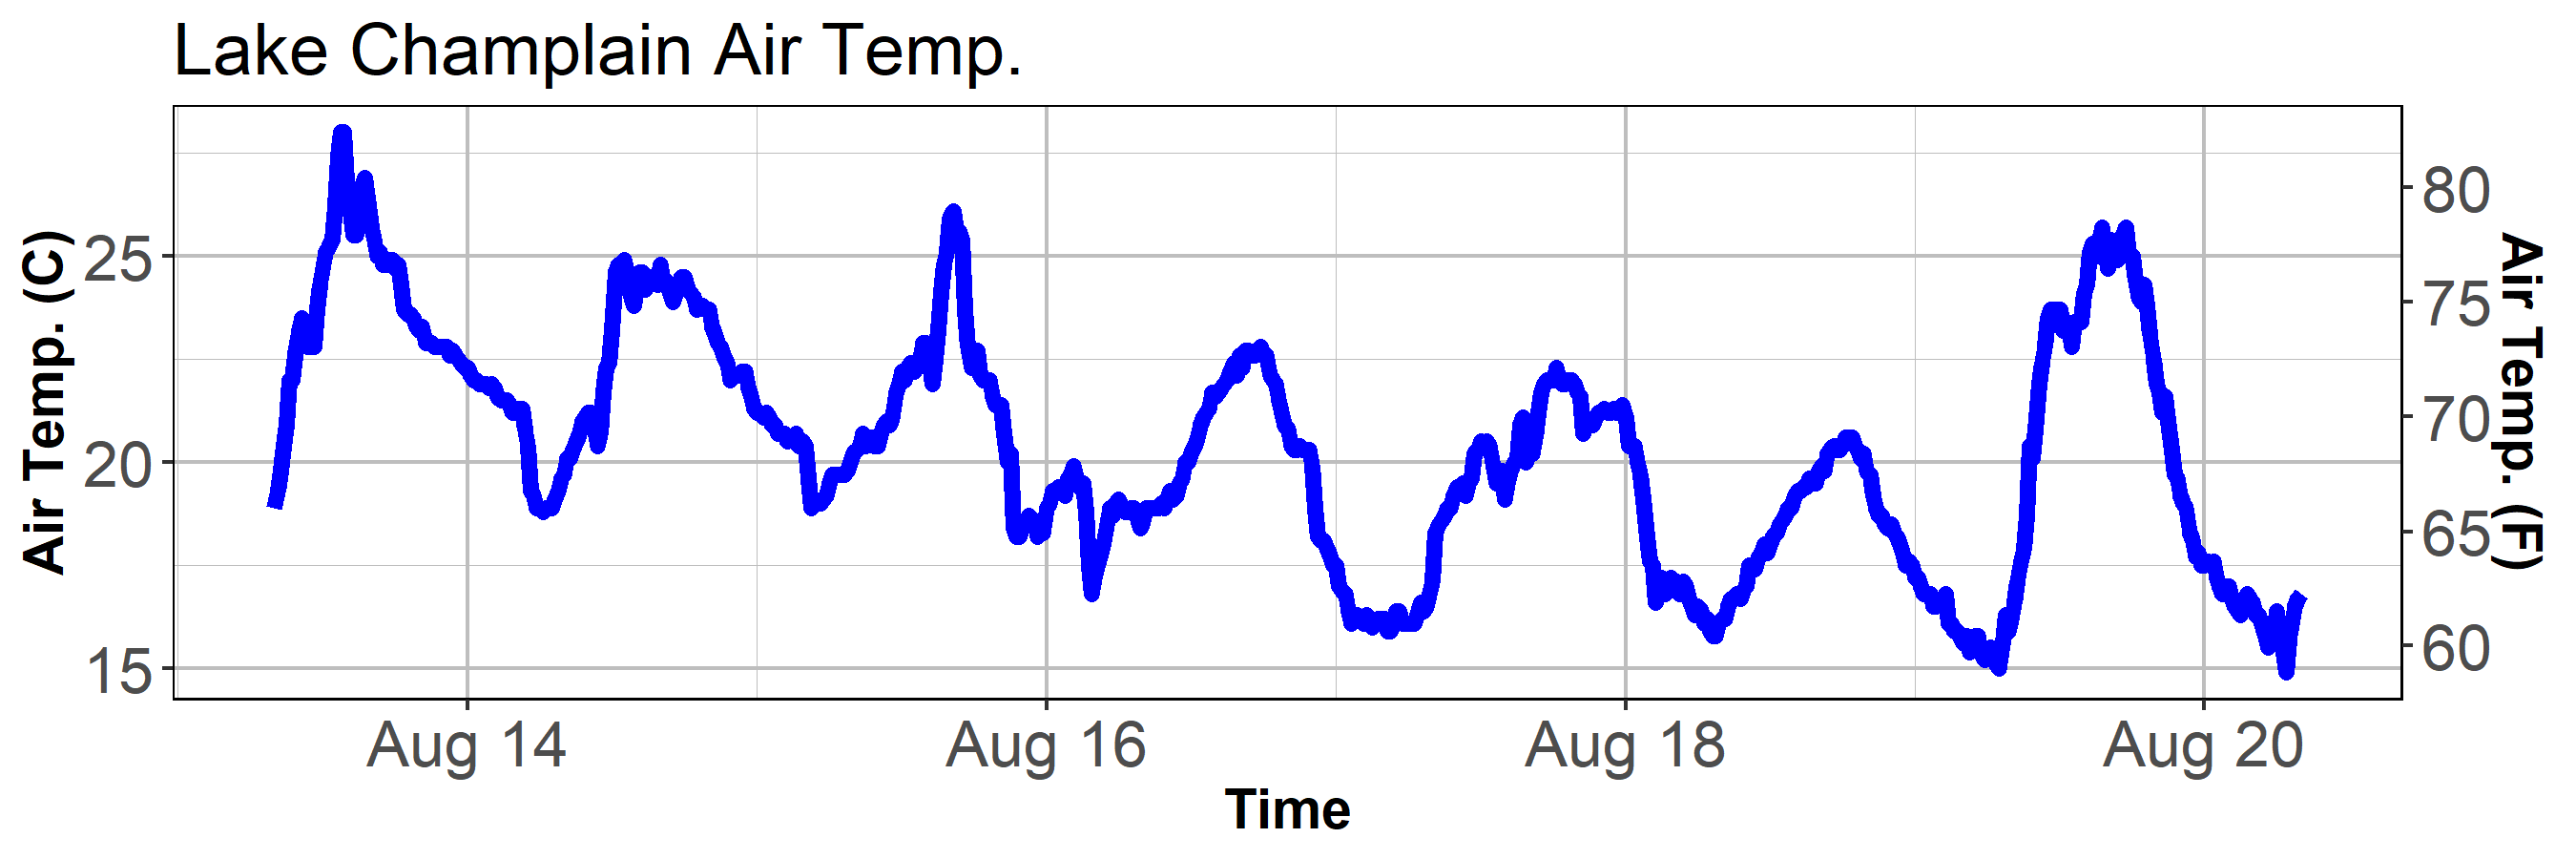 Lake Champlain Air Temp.
Air Temp. (C)
25
20
15
80
75
70
65
60
Air Temp. (F)
Aug 14 Aug 16 Aug 18 Aug 20
Time